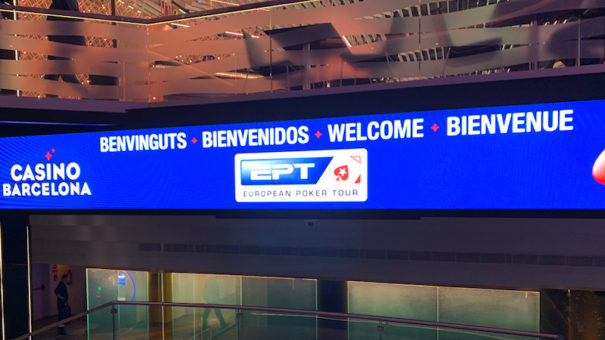 BENVINGUTS BIENVENIDOS WELCOME BIENVENUE
CASINO
BARCELONA
EPT
EUROPEAN POKER TOUR